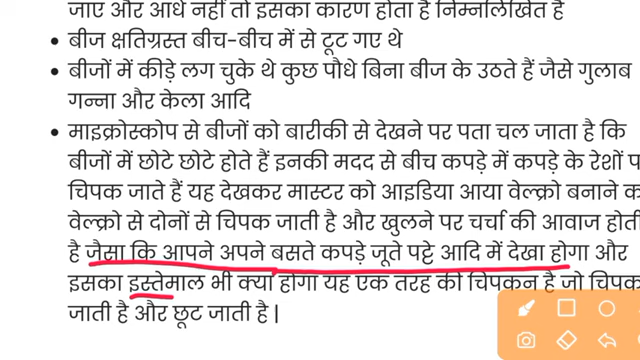 जाए और आधे नहीं तो इसका कारण होता है निम्नलिखित है
• बीज क्षतिग्रस्त बीच-बीच में से टूट गए थे
• बीजों में कीड़े लग चुके थे कुछ पौधे बिना बीज के उठते हैं जैसे गुलाब
गन्ना और केला आदि
• माइक्रोस्कोप से बीजों को बारीकी से देखने पर पता चल जाता है कि
बीजों में छोटे छोटे होते हैं इनकी मदद से बीच कपड़े में कपड़े के रेशों
चिपक जाते हैं यह देखकर मास्टर को आइडिया आया वेल्क्रो बनाने
वेल्क्रो से दोनों से चिपक जाती है और खुलने पर चर्चा की आवाज होती
है जैसा कि आपने अपने बसते कपड़े जूते पट्टे आदि में देखा होगा और
इसका इस्तेमाल भी क्या होगा यह एक तरह की चिपकन है जो चिपक
जाती है और छूट जाती है |